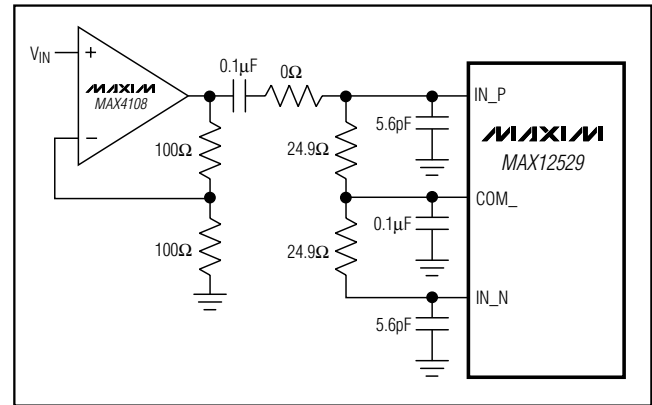 VIN
+
MAXIM
MAX4108
−
0.1μF
0Ω
100Ω
100Ω
24.9Ω
24.9Ω
5.6pF
0.1μF
5.6pF
IN_P
MAXIM
MAX12529
COM_
IN_N